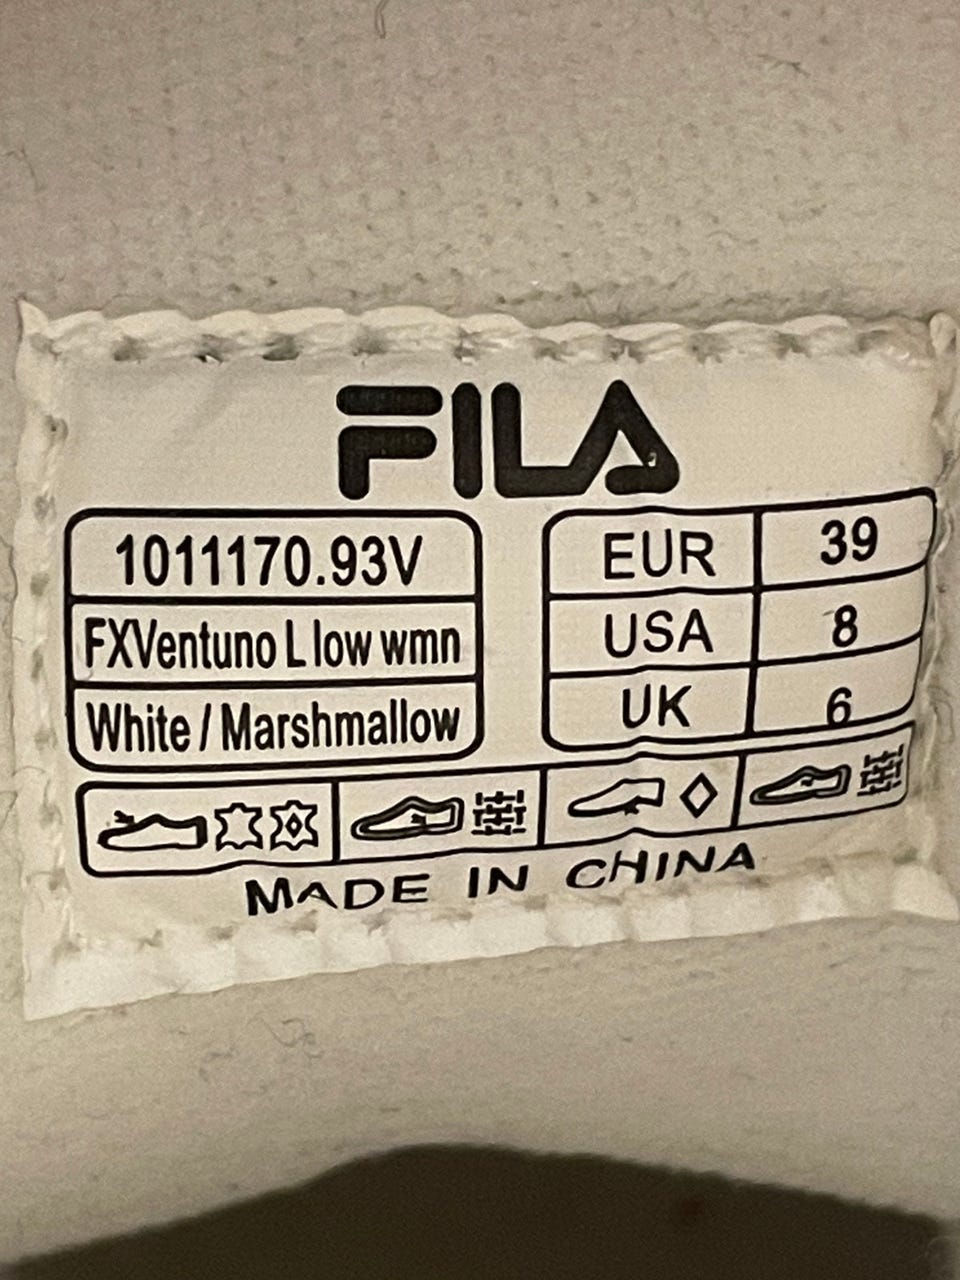 FILA
1011170.93V
FXVentuno L low wmn
White / Marshmallow
EUR 39
USA 8
UK 6
MADE IN CHINA